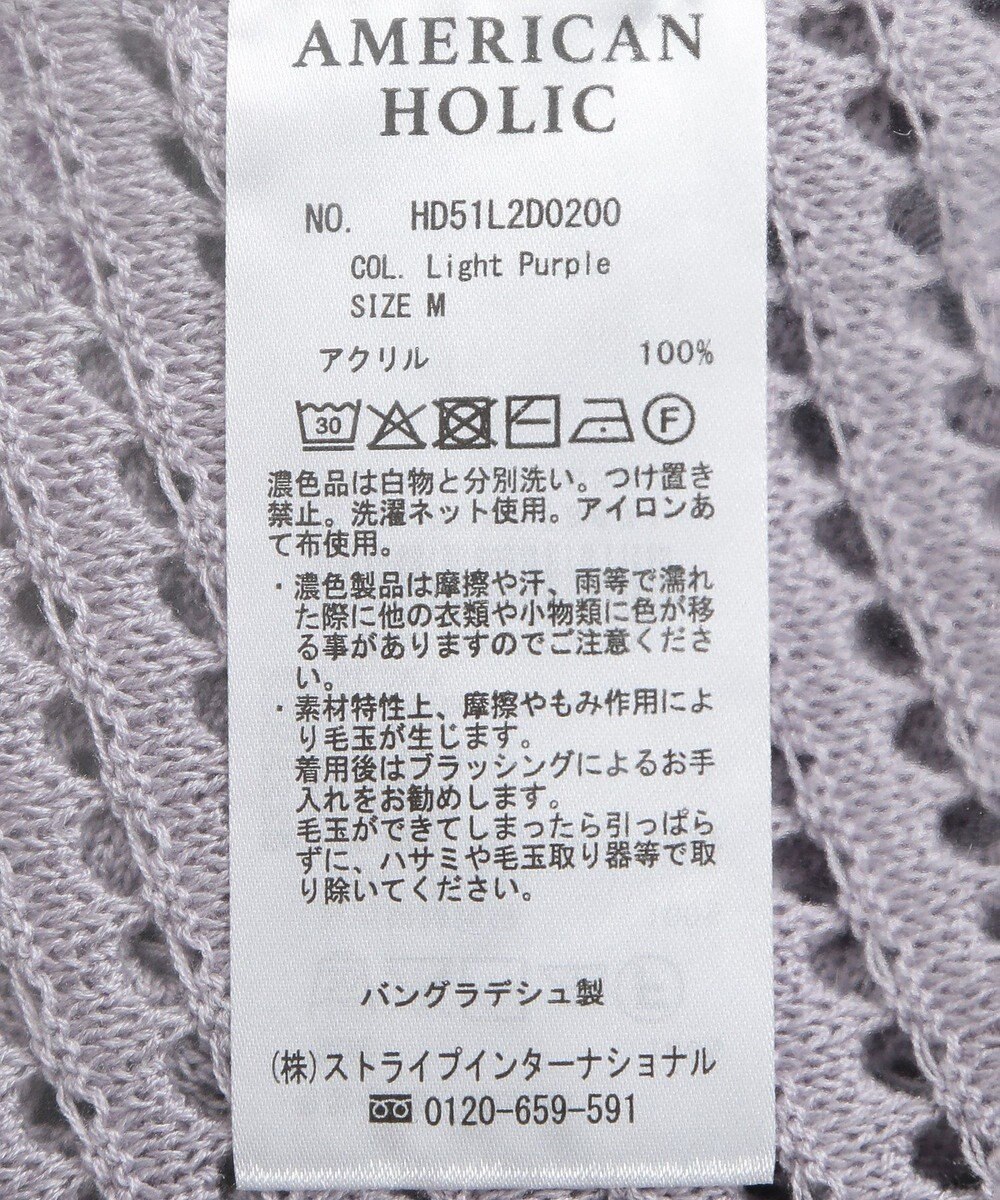 AMERICAN
HOLIC
NO. HD51L2D0200
COL. Light Purple
SIZE M
アクリル 100%
30 F
濃色品は白物と分別洗い。つけ置き
禁止。洗濯ネット使用。アイロンあ
て布使用。
・濃色製品は摩擦や汗、雨等で濡れ
た際に他の衣類や小物類に色が移
る事がありますのでご注意くださ
い。
・素材特性上、摩擦やもみ作用によ
り毛玉が生じます。
着用後はブラッシングによるお手
入れをお勧めします。
毛玉ができてしまったら引っぱら
ずに、ハサミや毛玉取り器等で取
り除いてください。
バングラデシュ製
(株)ストライプインターナショナル
0120-659-591